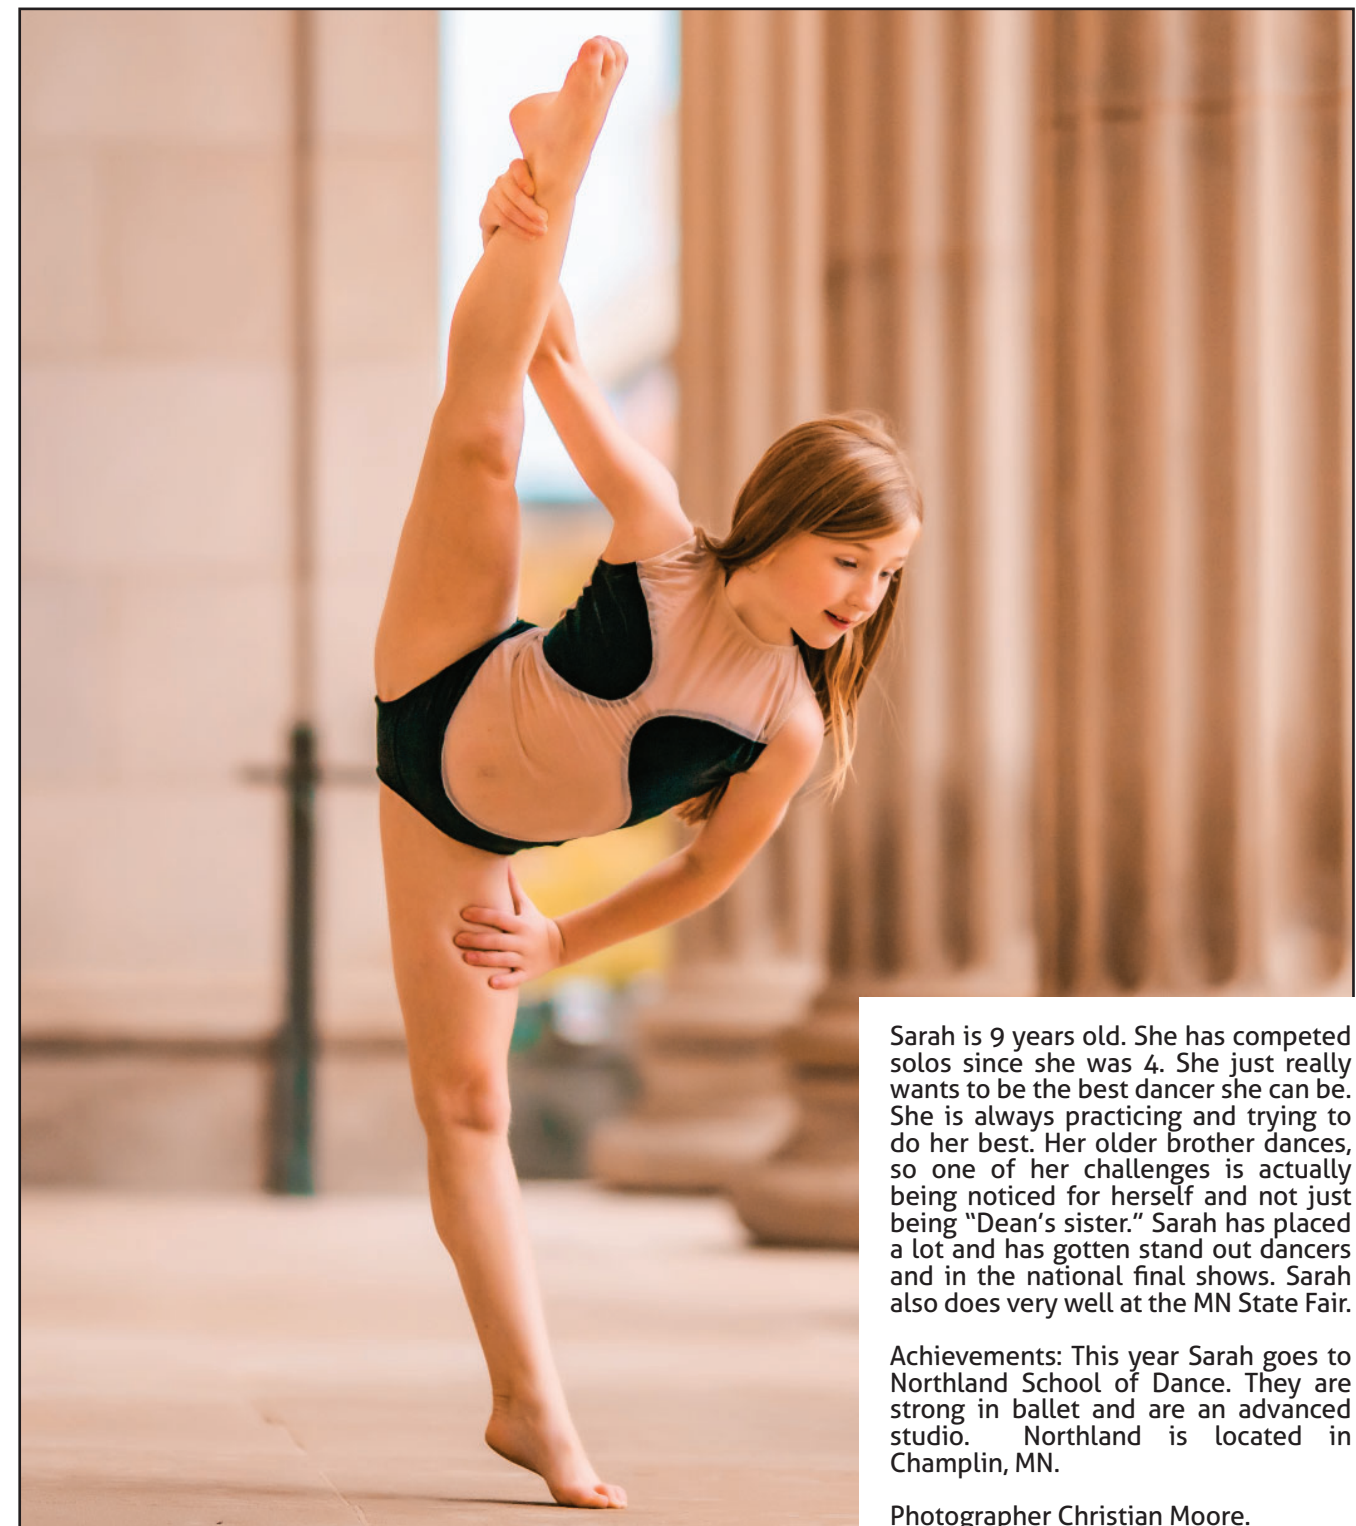 Sarah is 9 years old. She has competed
solos since she was 4. She just really
wants to be the best dancer she can be.
She is always practicing and trying to
do her best. Her older brother dances,
so one of her challenges is actually
being noticed for herself and not just
being “Dean’s sister.” Sarah has placed
a lot and has gotten stand out dancers
and in the national final shows. Sarah
also does very well at the MN State Fair.
Achievements: This year Sarah goes to
Northland School of Dance. They are
strong in ballet and are an advanced
studio. Northland is located in
Champlin, MN.
Photographer Christian Moore.